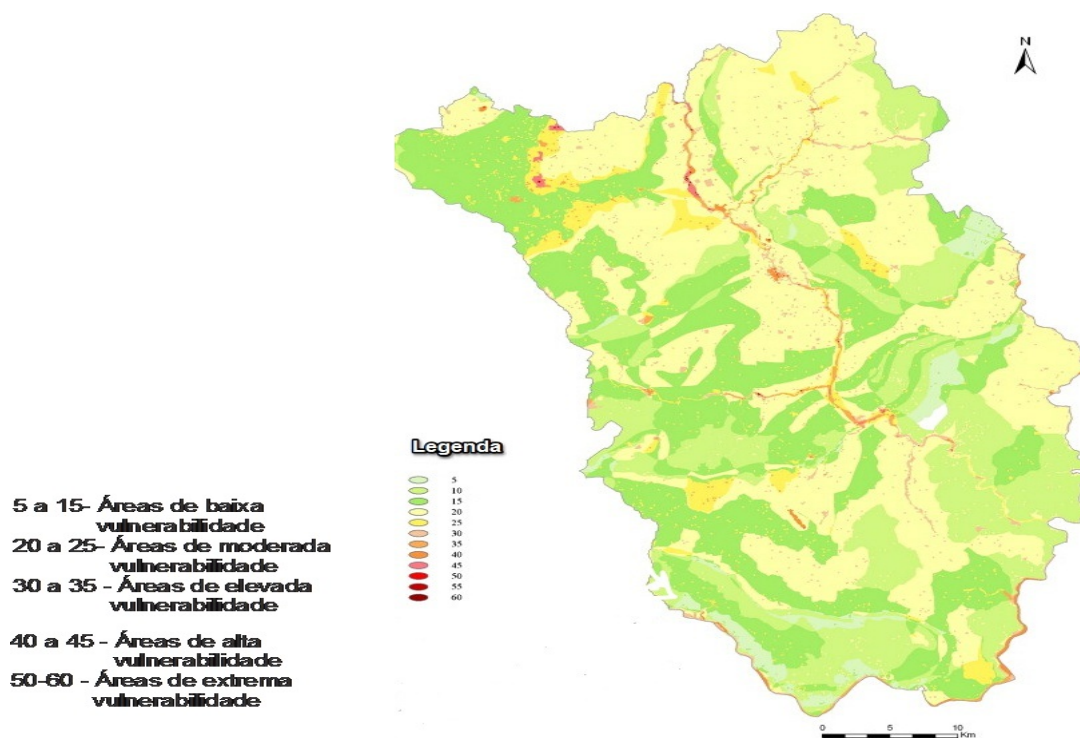 N
Legenda
5
10
15
20
25
30
35
40
45
50
55
60
5 a 15- Áreas de baixa
vulnerabilidade
20 a 25- Áreas de moderada
vulnerabilidade
30 a 35 - Áreas de elevada
vulnerabilidade
40 a 45 - Áreas de alta
vulnerabilidade
50-60 - Áreas de extrema
vulnerabilidade
0 5 10
Km